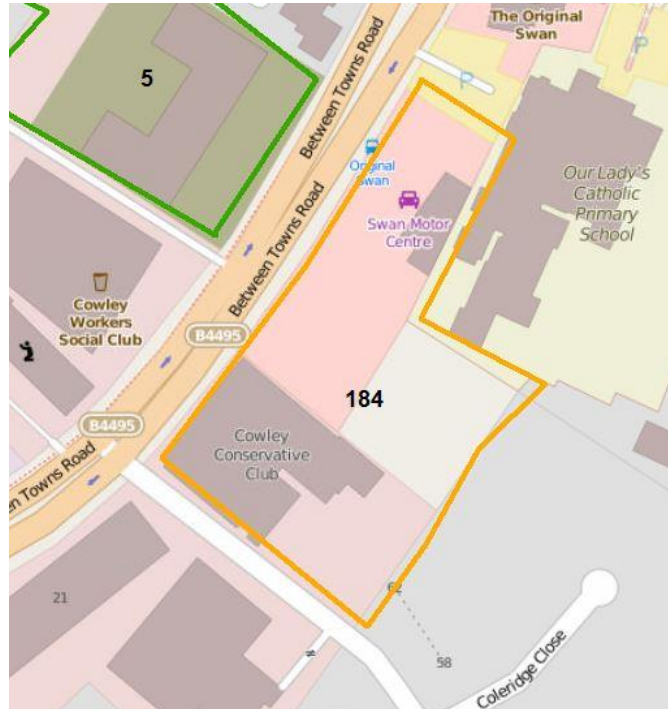 The Original
Swan
P
P
5
Between Towns Road
Original
Swan
Swan Motor
Centre
Our Lady's
Catholic
Primary
School
Between Towns Road
Cowley
Workers
Social Club
B4495
184
B4495
Cowley
Conservative
Club
en Towns Road
21
62
58
Coleridge Close